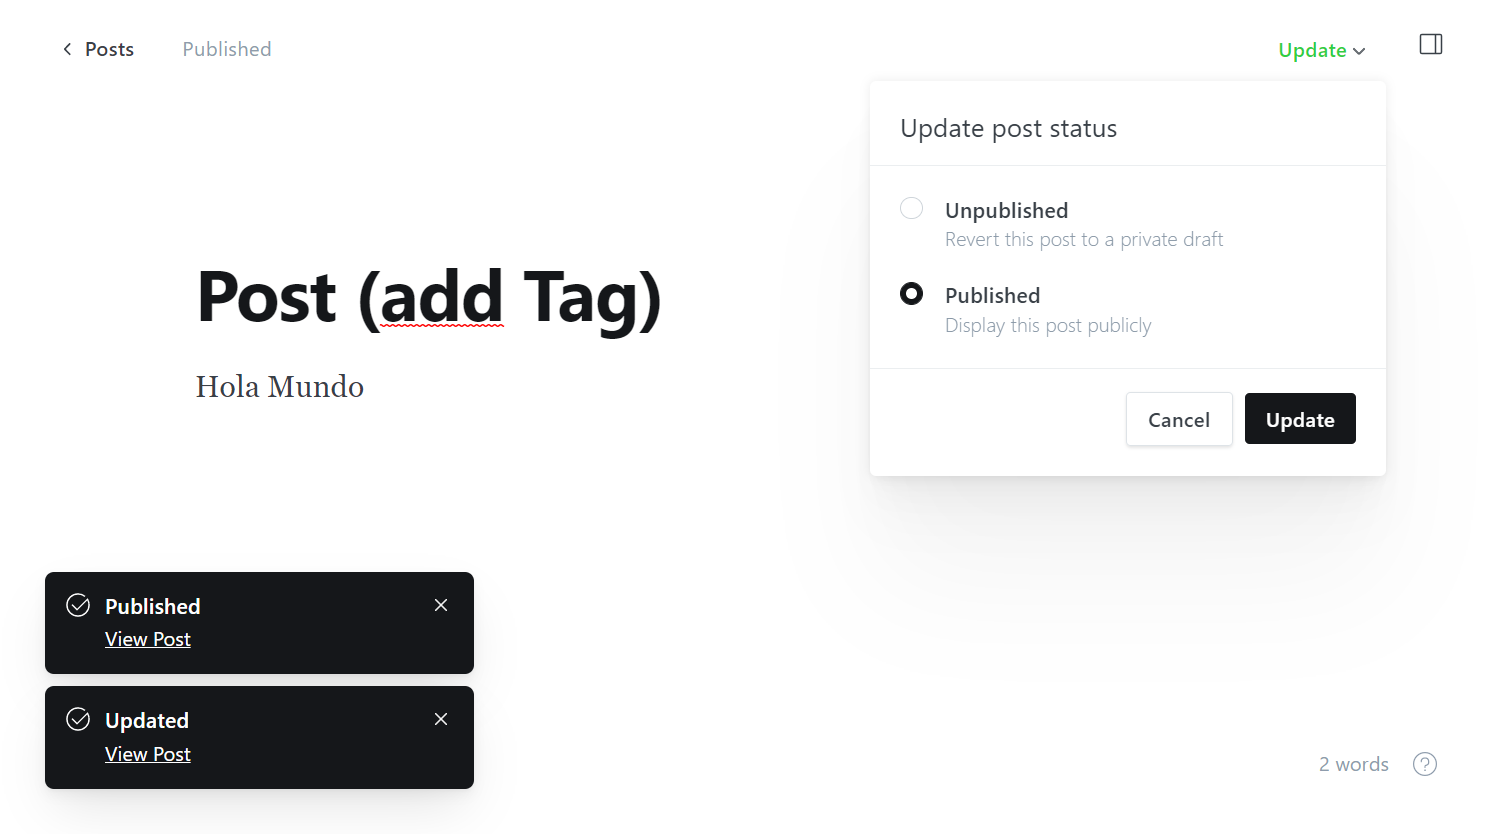 Posts
Published
Update
Update post status
Unpublished
Revert this post to a private draft
Published
Display this post publicly
Cancel
Update
Post (add Tag)
Hola Mundo
Published
View Post
Updated
View Post
2 words
?